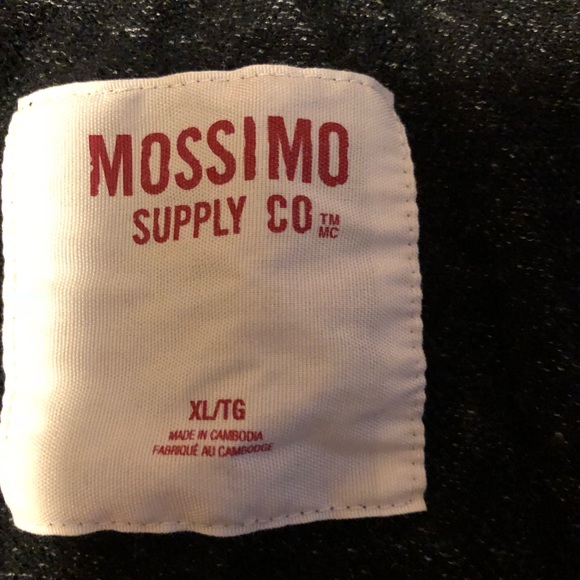 MOSSIMO
SUPPLY CO TM
MC
XL/TG
MADE IN CAMBODIA
FABRIQUÉ AU CAMBODGE